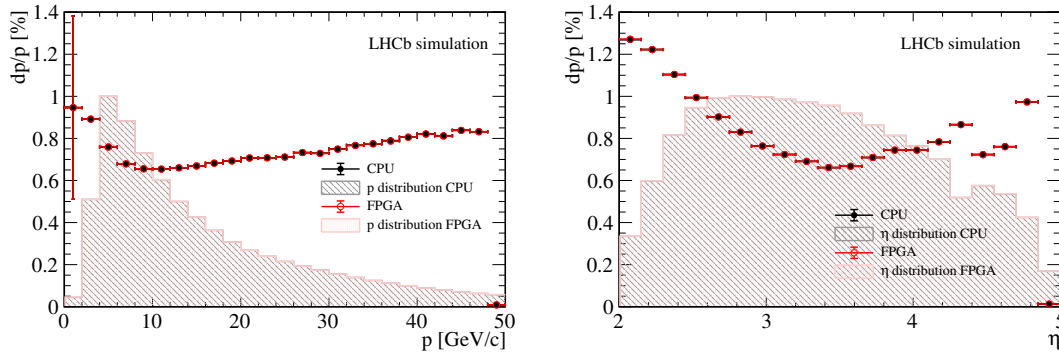 dp/p [%]
1.4
1.2
1
0.8
0.6
0.4
0.2
0
LHCb simulation
CPU
p distribution CPU
FPGA
p distribution FPGA
0 10 20 30 40 50
p [GeV/c]
dp/p [%]
1.4
1.2
1
0.8
0.6
0.4
0.2
0
LHCb simulation
CPU
η distribution CPU
FPGA
η distribution FPGA
2 3 4 5
η